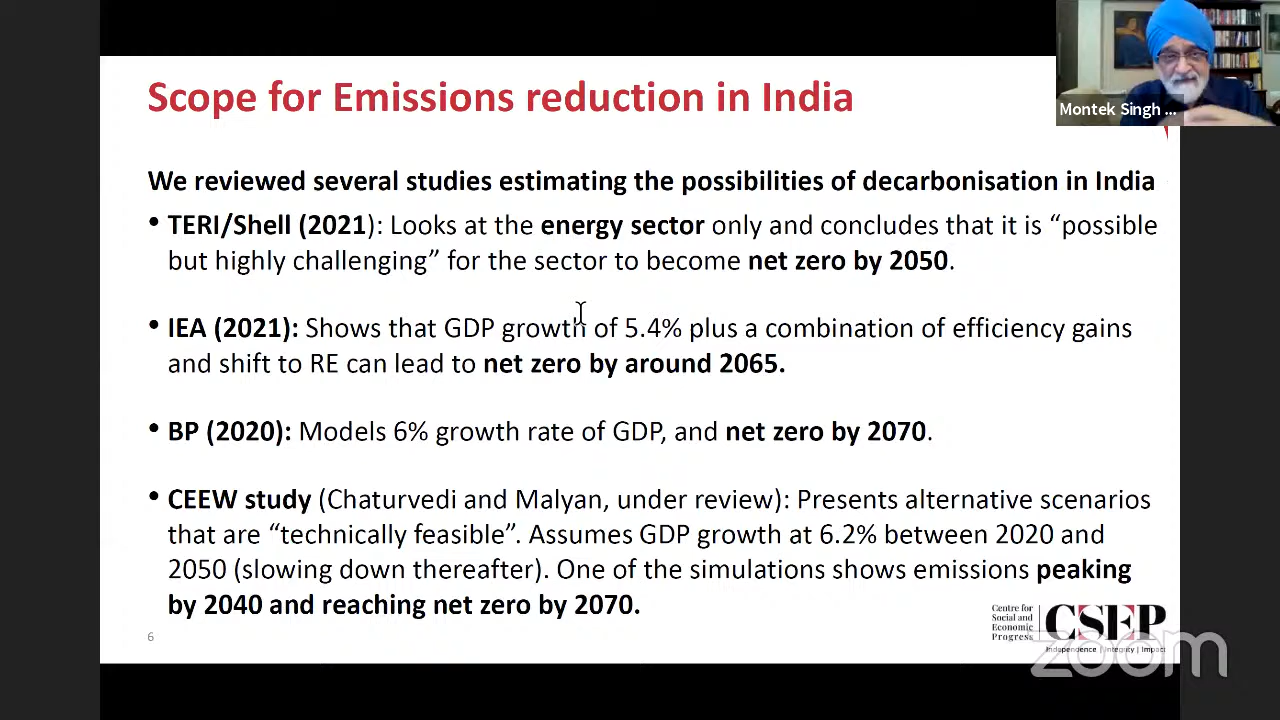 Scope for Emissions reduction in India
Montek Singh ...
We reviewed several studies estimating the possibilities of decarbonisation in India
• TERI/Shell (2021): Looks at the energy sector only and concludes that it is “possible
but highly challenging” for the sector to become net zero by 2050.
• IEA (2021): Shows that GDP growth of 5.4% plus a combination of efficiency gains
and shift to RE can lead to net zero by around 2065.
• BP (2020): Models 6% growth rate of GDP, and net zero by 2070.
• CEEW study (Chaturvedi and Malyan, under review): Presents alternative scenarios
that are “technically feasible”. Assumes GDP growth at 6.2% between 2020 and
2050 (slowing down thereafter). One of the simulations shows emissions peaking
by 2040 and reaching net zero by 2070.
6
Centre for
Social and
Economic
Progress
CSEP
Independence | Integrity | Impact
zoom